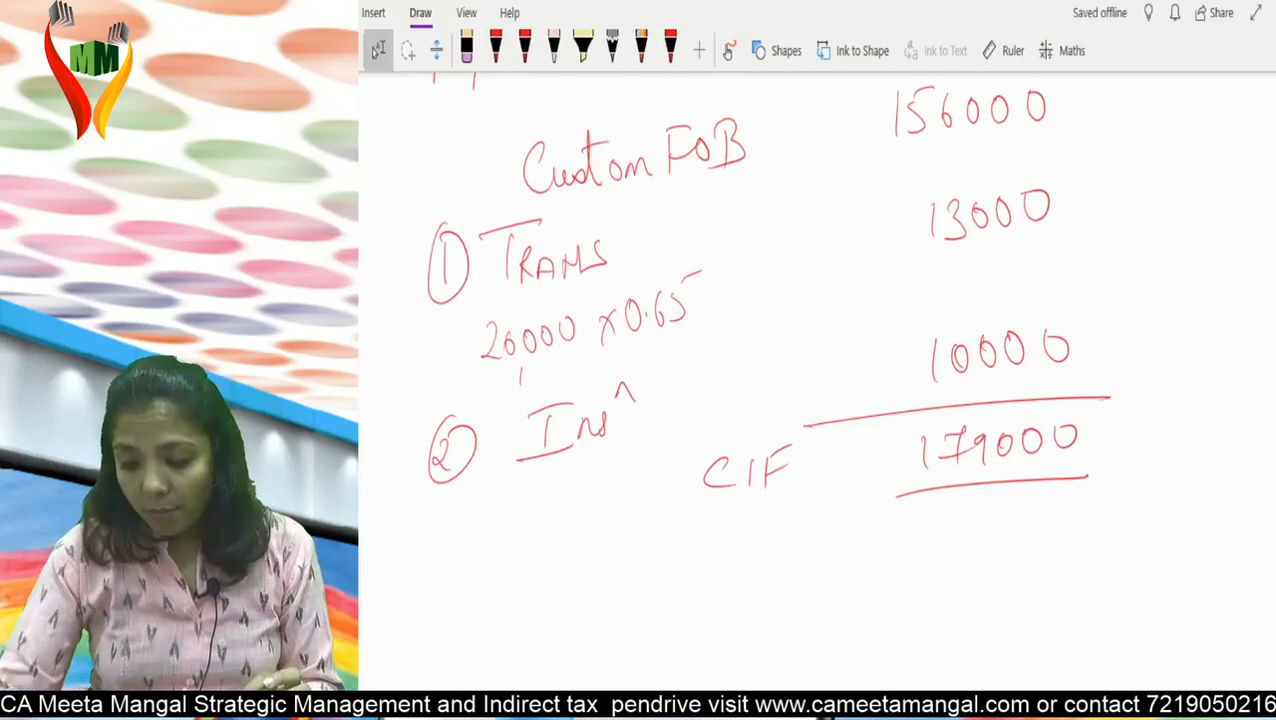 Insert Draw View Help Saved offline Share
Shapes Ink to Shape Ink to Text Ruler Maths
MM
156000
Custom FOB
13000
① TRANS
20000 × 0.65
10000
② Ins^
CIF 179000
CA Meeta Mangal Strategic Management and Indirect tax pendrive visit www.cameetamangal.com or contact 7219050216